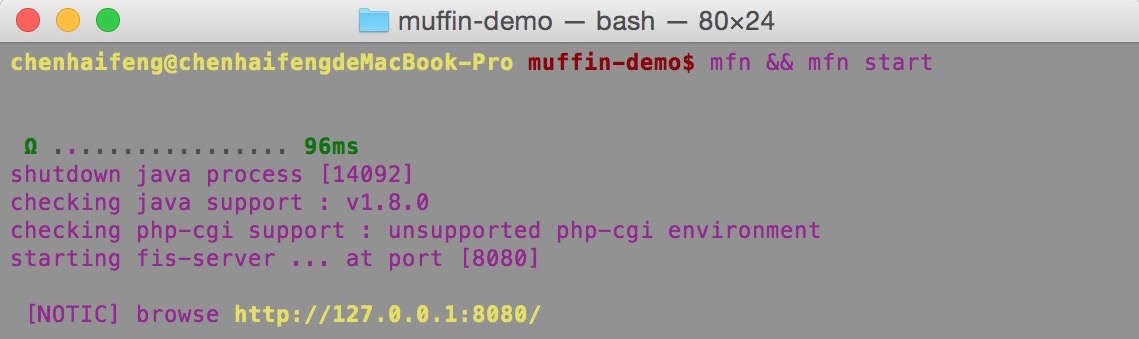 muffin-demo — bash — 80×24
chenhaifeng@chenhaifengdeMacBook-Pro muffin-demo$ mfn && mfn start
Ω ................. 96ms
shutdown java process [14092]
checking java support : v1.8.0
checking php-cgi support : unsupported php-cgi environment
starting fis-server ... at port [8080]
[NOTIC] browse http://127.0.0.1:8080/